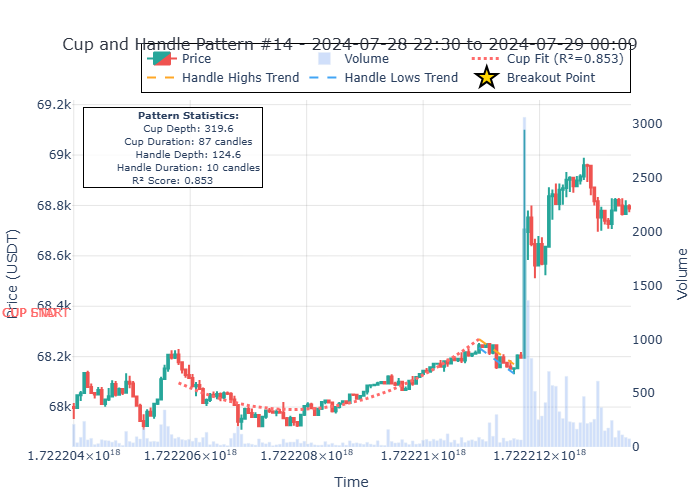 Cup and Handle Pattern #14 - 2024-07-28 22:30 to 2024-07-29 00:09
Price
Volume
Cup Fit (R²=0.853)
Handle Highs Trend
Handle Lows Trend
Breakout Point
Pattern Statistics:
Cup Depth: 319.6
Cup Duration: 87 candles
Handle Depth: 124.6
Handle Duration: 10 candles
R² Score: 0.853
69.2k
69k
68.8k
68.6k
68.4k
68.2k
68k
Price (USDT)
CUP START
3000
2500
2000
1500
1000
500
0
Volume
1.722204×10¹⁸
1.722206×10¹⁸
1.722208×10¹⁸
1.72221×10¹⁸
1.722212×10¹⁸
Time